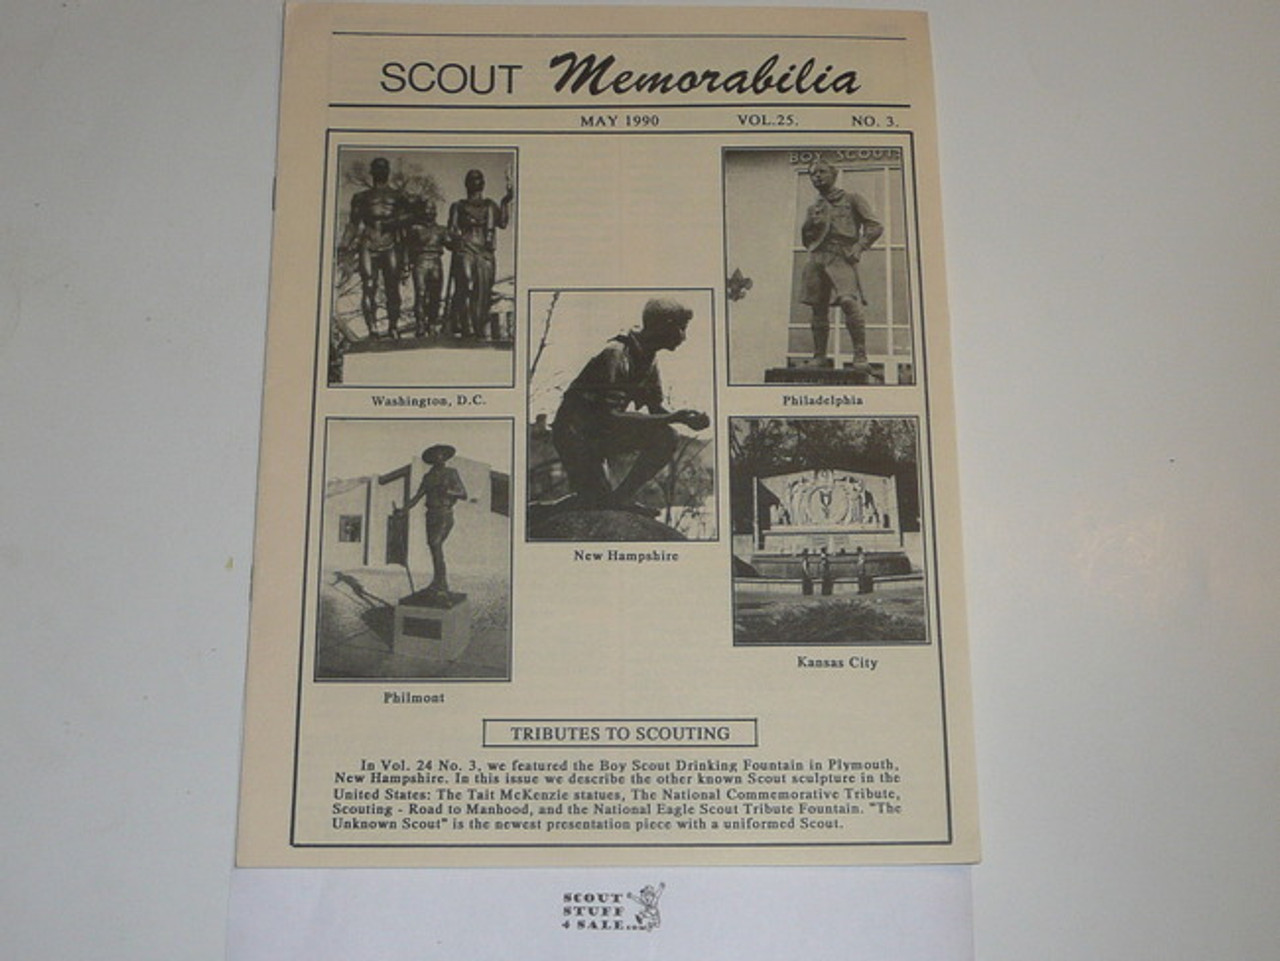 SCOUT Memorabilia
MAY 1990 VOL.25. NO. 3.
BOY SCOUTS
Washington, D.C.
Philadelphia
New Hampshire
Kansas City
Philmont
TRIBUTES TO SCOUTING
In Vol. 24 No. 3, we featured the Boy Scout Drinking Fountain in Plymouth,
New Hampshire. In this issue we describe the other known Scout sculpture in the
United States: The Tait McKenzie statues, The National Commemorative Tribute,
Scouting - Road to Manhood, and the National Eagle Scout Tribute Fountain. "The
Unknown Scout" is the newest presentation piece with a uniformed Scout.
SCOUT
STUFF
4 SALE.com